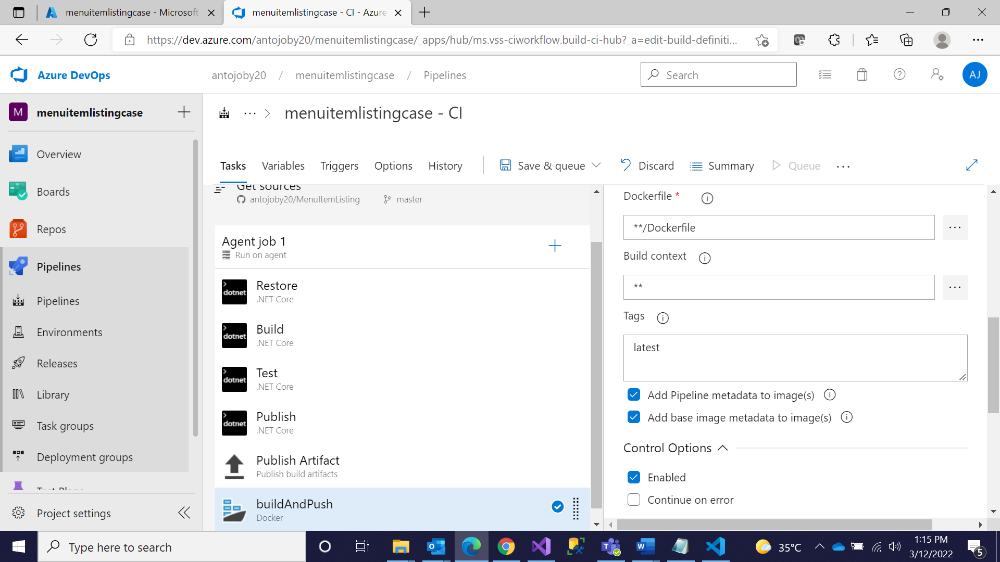 menuitemlistingcase - Microsoft
menuitemlistingcase - CI - Azure
https://dev.azure.com/antojoby20/menuitemlistingcase/_apps/hub/ms.vss-ciworkflow.build-ci-hub?_a=edit-build-definiti...
Azure DevOps
antojoby20 / menuitemlistingcase / Pipelines
Search
AJ
M menuitemlistingcase
Overview
Boards
Repos
Pipelines
Pipelines
Environments
Releases
Library
Task groups
Deployment groups
Test Plans
Project settings
menuitemlistingcase - CI
Tasks Variables Triggers Options History Save & queue Discard Summary Queue
Get sources
antojoby20/MenuItemListing master
Agent job 1
Run on agent
dotnet Restore
.NET Core
dotnet Build
.NET Core
dotnet Test
.NET Core
dotnet Publish
.NET Core
Publish Artifact
Publish build artifacts
buildAndPush
Docker
Dockerfile *
**/Dockerfile
Build context
**
Tags
latest
Add Pipeline metadata to image(s)
Add base image metadata to image(s)
Control Options
Enabled
Continue on error
Type here to search
35°C
1:15 PM
3/12/2022
5